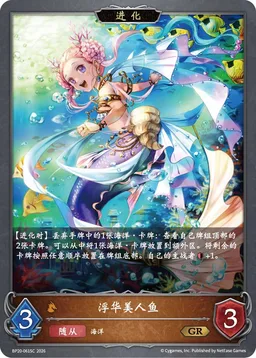 进化
【进化时】丢弃手牌中的1张海洋·卡牌：查看自己牌组顶部的
2张卡牌。可以从中将1张海洋·卡牌放置到额外区。将剩余的
卡牌按照任意顺序放置在牌组底部。自己的主战者 +1。
浮华美人鱼
3
随从 海洋
GR
3
EP20-061SC 2025
© Cygames, Inc. Published by NetEase Games